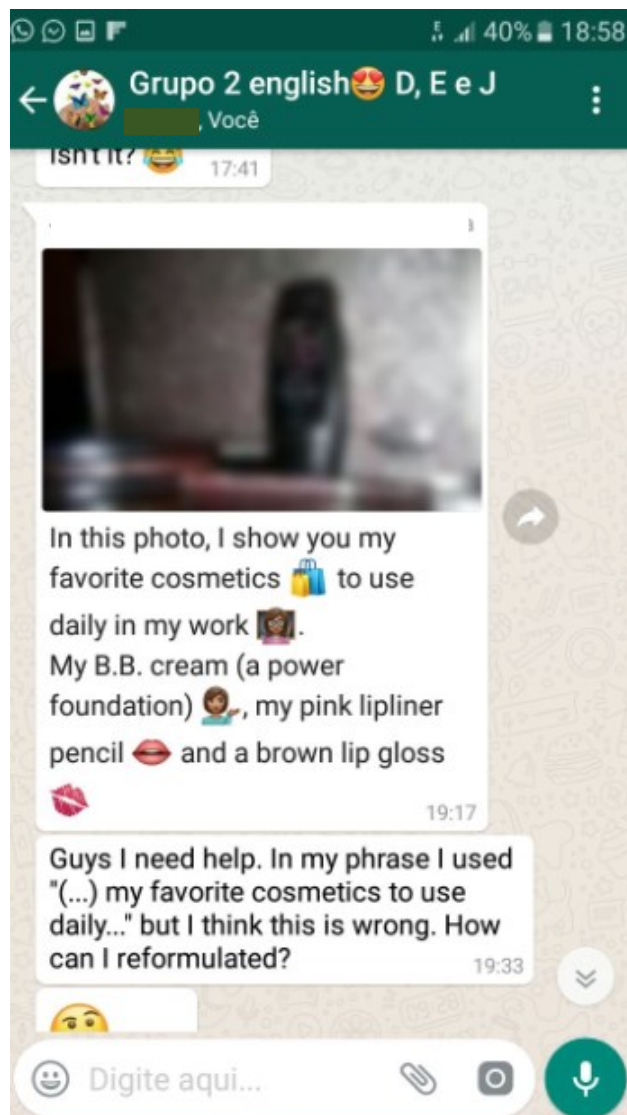 40% 18:58
Grupo 2 english😍 D, E e J
, Você
isn't it? 😂
17:41
In this photo, I show you my
favorite cosmetics 🛍️ to use
daily in my work 👩🏽‍🏫.
My B.B. cream (a power
foundation) 💁🏽‍♀️, my pink lipliner
pencil 👄 and a brown lip gloss
💋
19:17
Guys I need help. In my phrase I used
"(...) my favorite cosmetics to use
daily..." but I think this is wrong. How
can I reformulated?
19:33
Digite aqui...